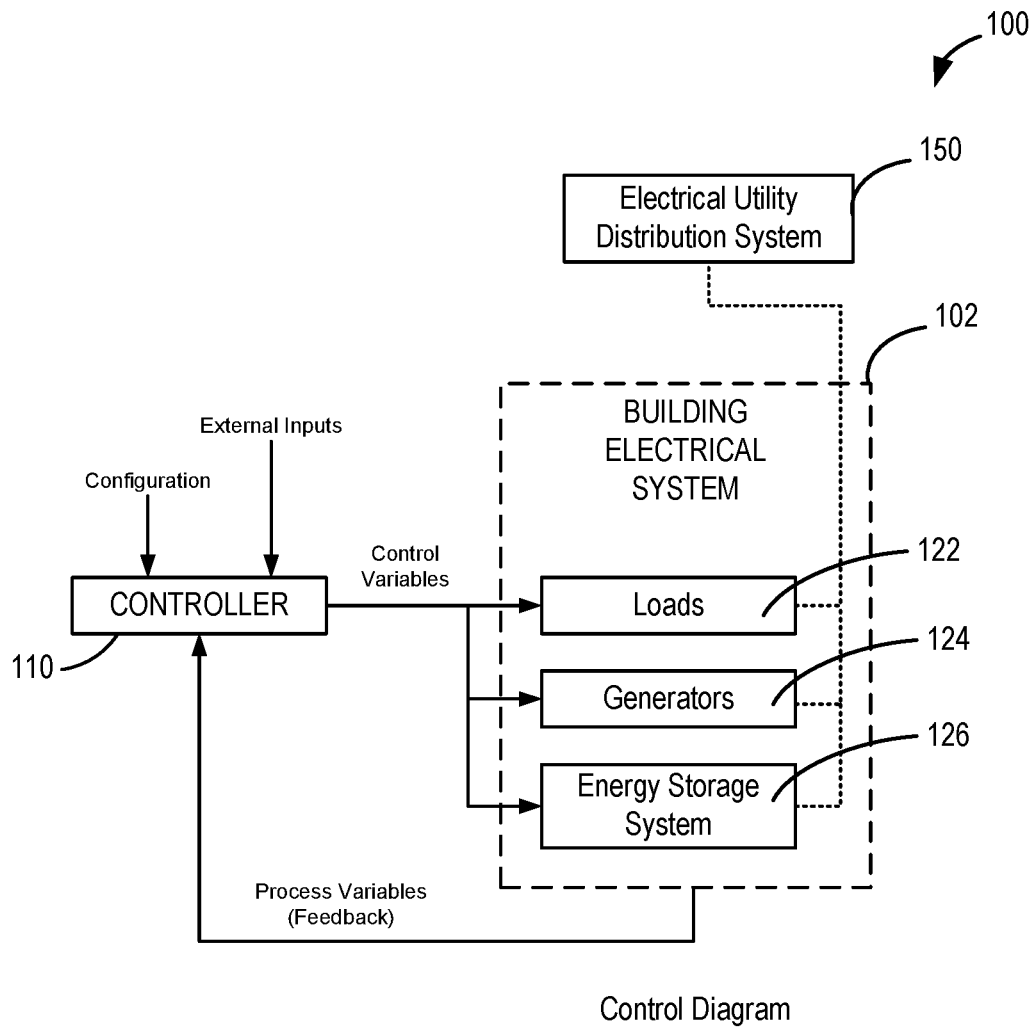 100
150
Electrical Utility
Distribution System
102
BUILDING
ELECTRICAL
SYSTEM
External Inputs
Configuration
Control
Variables
122
CONTROLLER
Loads
110
124
Generators
126
Energy Storage
System
Process Variables
(Feedback)
Control Diagram